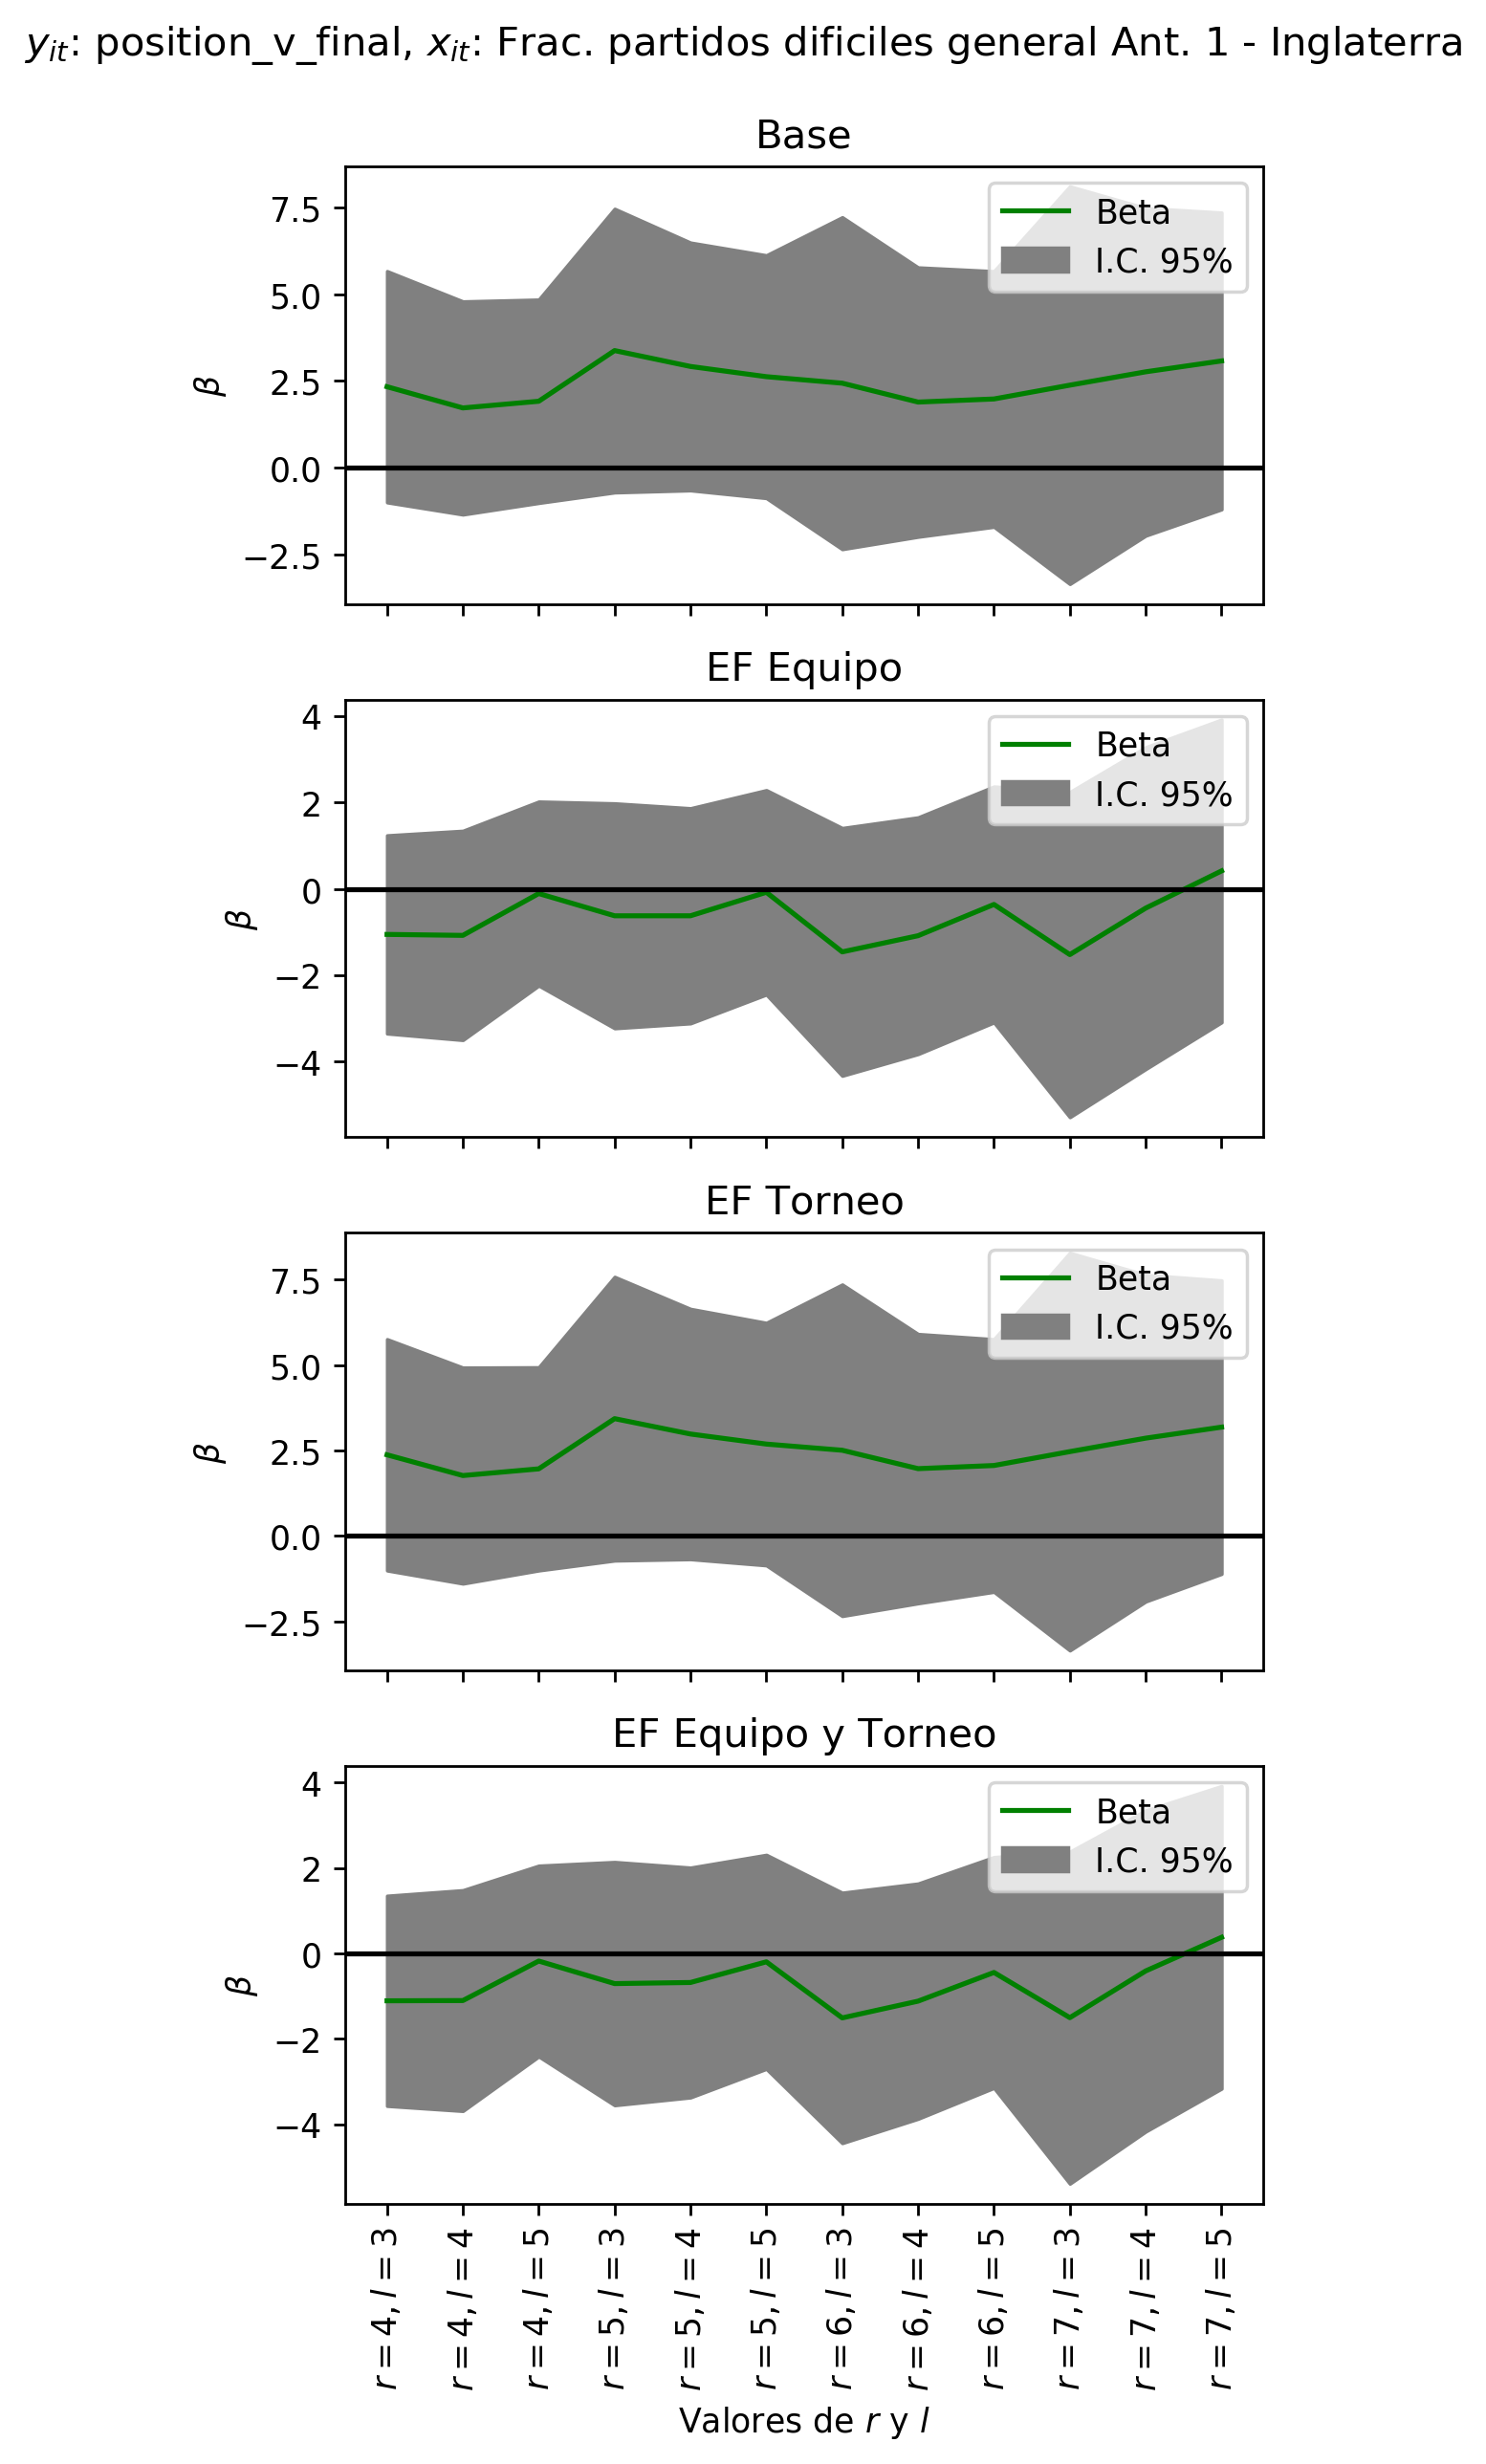 y_{it}: position_v_final, x_{it}: Frac. partidos dificiles general Ant. 1 - Inglaterra
Base
7.5
5.0
2.5
0.0
−2.5
β
Beta
I.C. 95%
EF Equipo
4
2
0
−2
−4
β
Beta
I.C. 95%
EF Torneo
7.5
5.0
2.5
0.0
−2.5
β
Beta
I.C. 95%
EF Equipo y Torneo
4
2
0
−2
−4
β
Beta
I.C. 95%
r = 4, l = 3
r = 4, l = 4
r = 4, l = 5
r = 5, l = 3
r = 5, l = 4
r = 5, l = 5
r = 6, l = 3
r = 6, l = 4
r = 6, l = 5
r = 7, l = 3
r = 7, l = 4
r = 7, l = 5
Valores de r y l